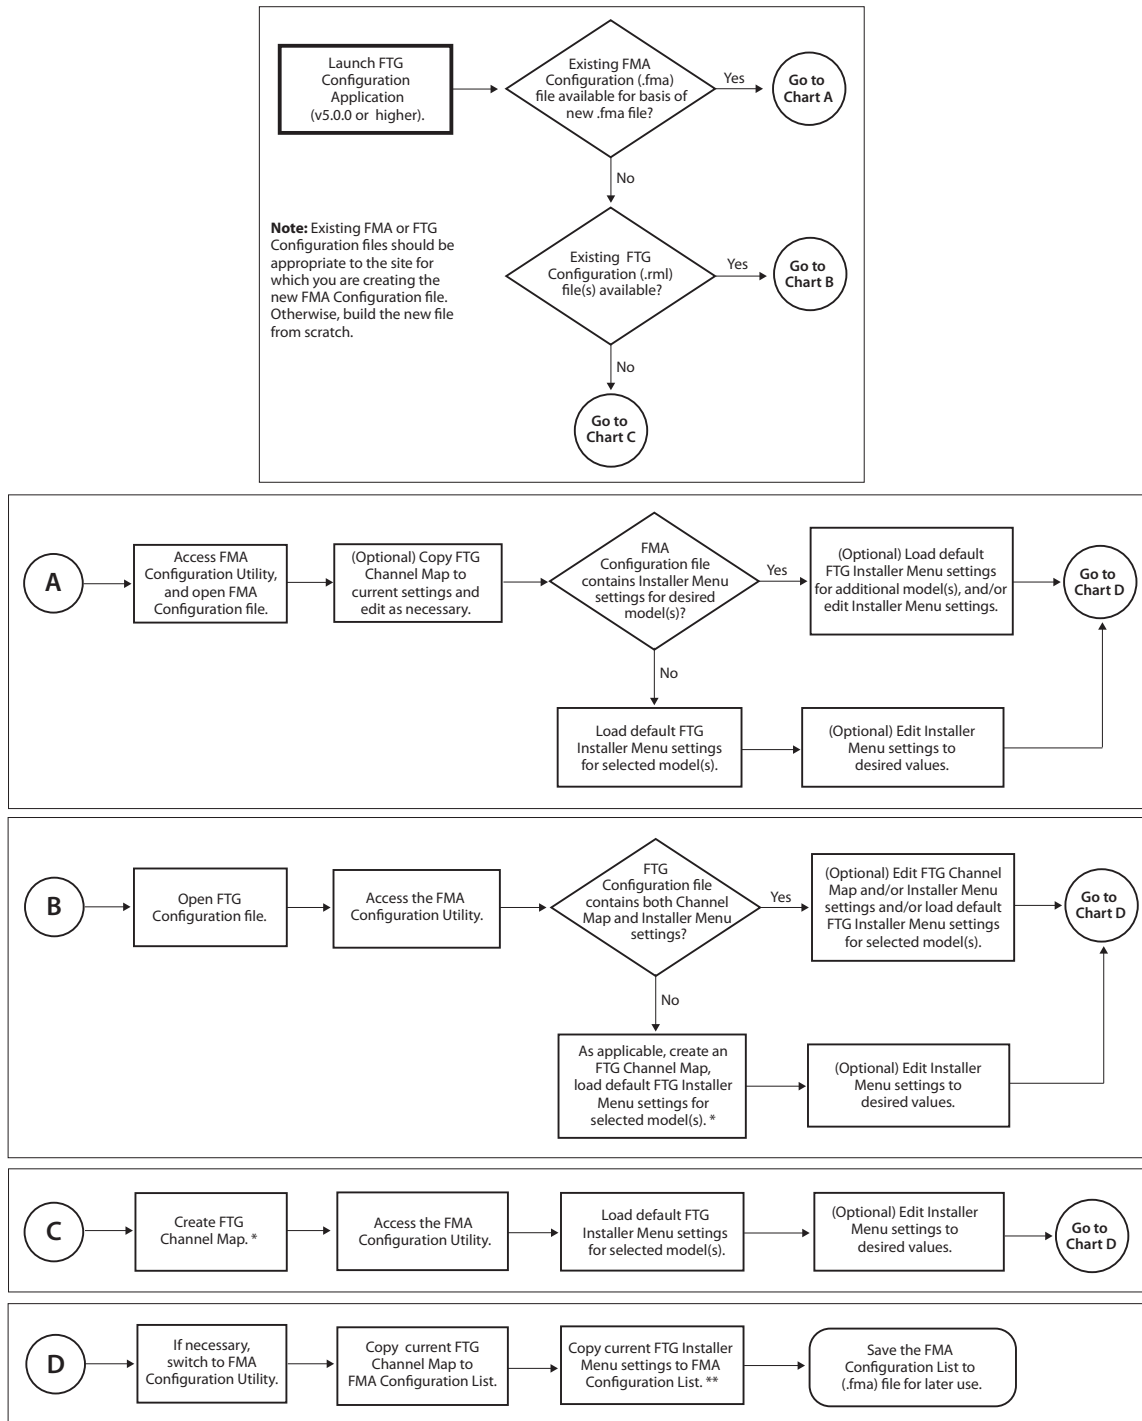 Launch FTG
Configuration
Application
(v5.0.0 or higher).
Existing FMA
Configuration (.fma)
file available for basis of
new .fma file?
Yes
Go to
Chart A
No
Note: Existing FMA or FTG
Configuration files should be
appropriate to the site for
which you are creating the
new FMA Configuration file.
Otherwise, build the new file
from scratch.
Existing FTG
Configuration (.rml)
file(s) available?
Yes
Go to
Chart B
No
Go to
Chart C
A
Access FMA
Configuration Utility,
and open FMA
Configuration file.
(Optional) Copy FTG
Channel Map to
current settings and
edit as necessary.
FMA
Configuration file
contains Installer Menu
settings for desired
model(s)?
Yes
(Optional) Load default
FTG Installer Menu settings
for additional model(s), and/or
edit Installer Menu settings.
Go to
Chart D
No
Load default FTG
Installer Menu settings
for selected model(s).
(Optional) Edit Installer
Menu settings to
desired values.
B
Open FTG
Configuration file.
Access the FMA
Configuration Utility.
FTG
Configuration file
contains both Channel
Map and Installer Menu
settings?
Yes
(Optional) Edit FTG Channel
Map and/or Installer Menu
settings and/or load default
FTG Installer Menu settings
for selected model(s).
Go to
Chart D
No
As applicable, create an
FTG Channel Map,
load default FTG Installer
Menu settings for
selected model(s). *
(Optional) Edit Installer
Menu settings to
desired values.
C
Create FTG
Channel Map. *
Access the FMA
Configuration Utility.
Load default FTG
Installer Menu settings
for selected model(s).
(Optional) Edit Installer
Menu settings to
desired values.
Go to
Chart D
D
If necessary,
switch to FMA
Configuration Utility.
Copy current FTG
Channel Map to
FMA Configuration List.
Copy current FTG Installer
Menu settings to FMA
Configuration List. **
Save the FMA
Configuration List to
(.fma) file for later use.